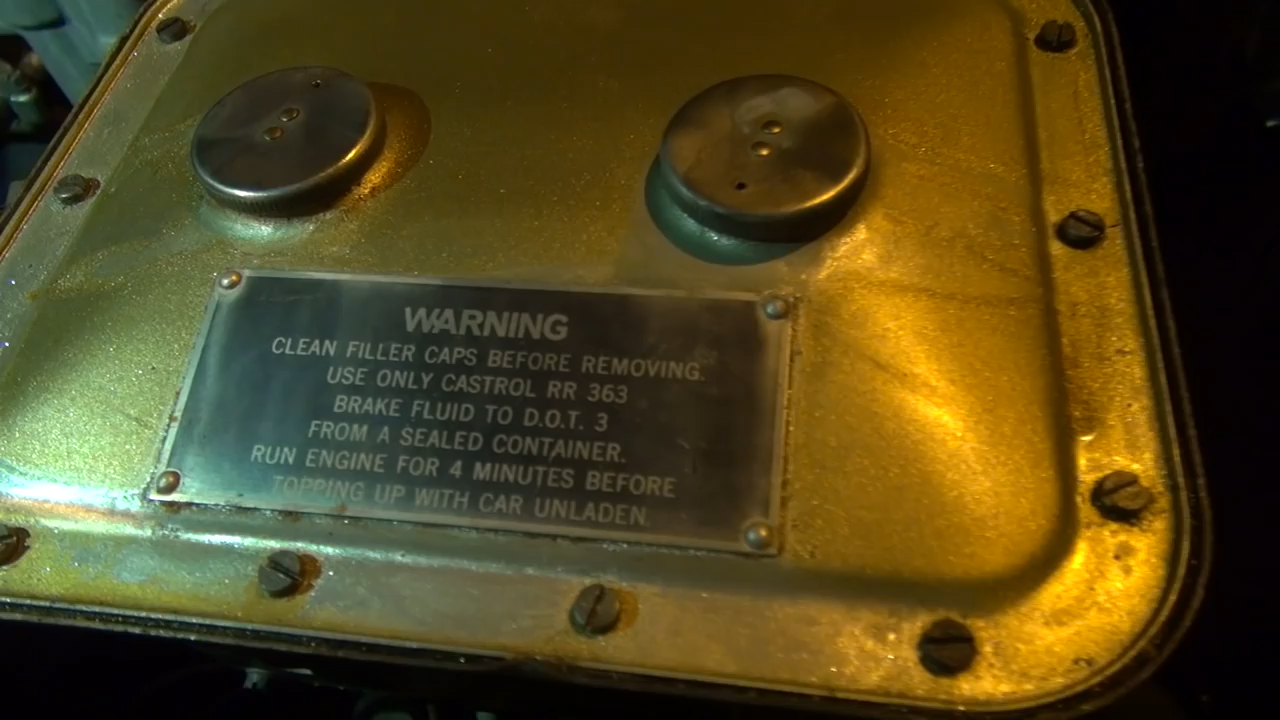 WARNING
CLEAN FILLER CAPS BEFORE REMOVING.
USE ONLY CASTROL RR 363
BRAKE FLUID TO D.O.T. 3
FROM A SEALED CONTAINER.
RUN ENGINE FOR 4 MINUTES BEFORE
TOPPING UP WITH CAR UNLADEN.